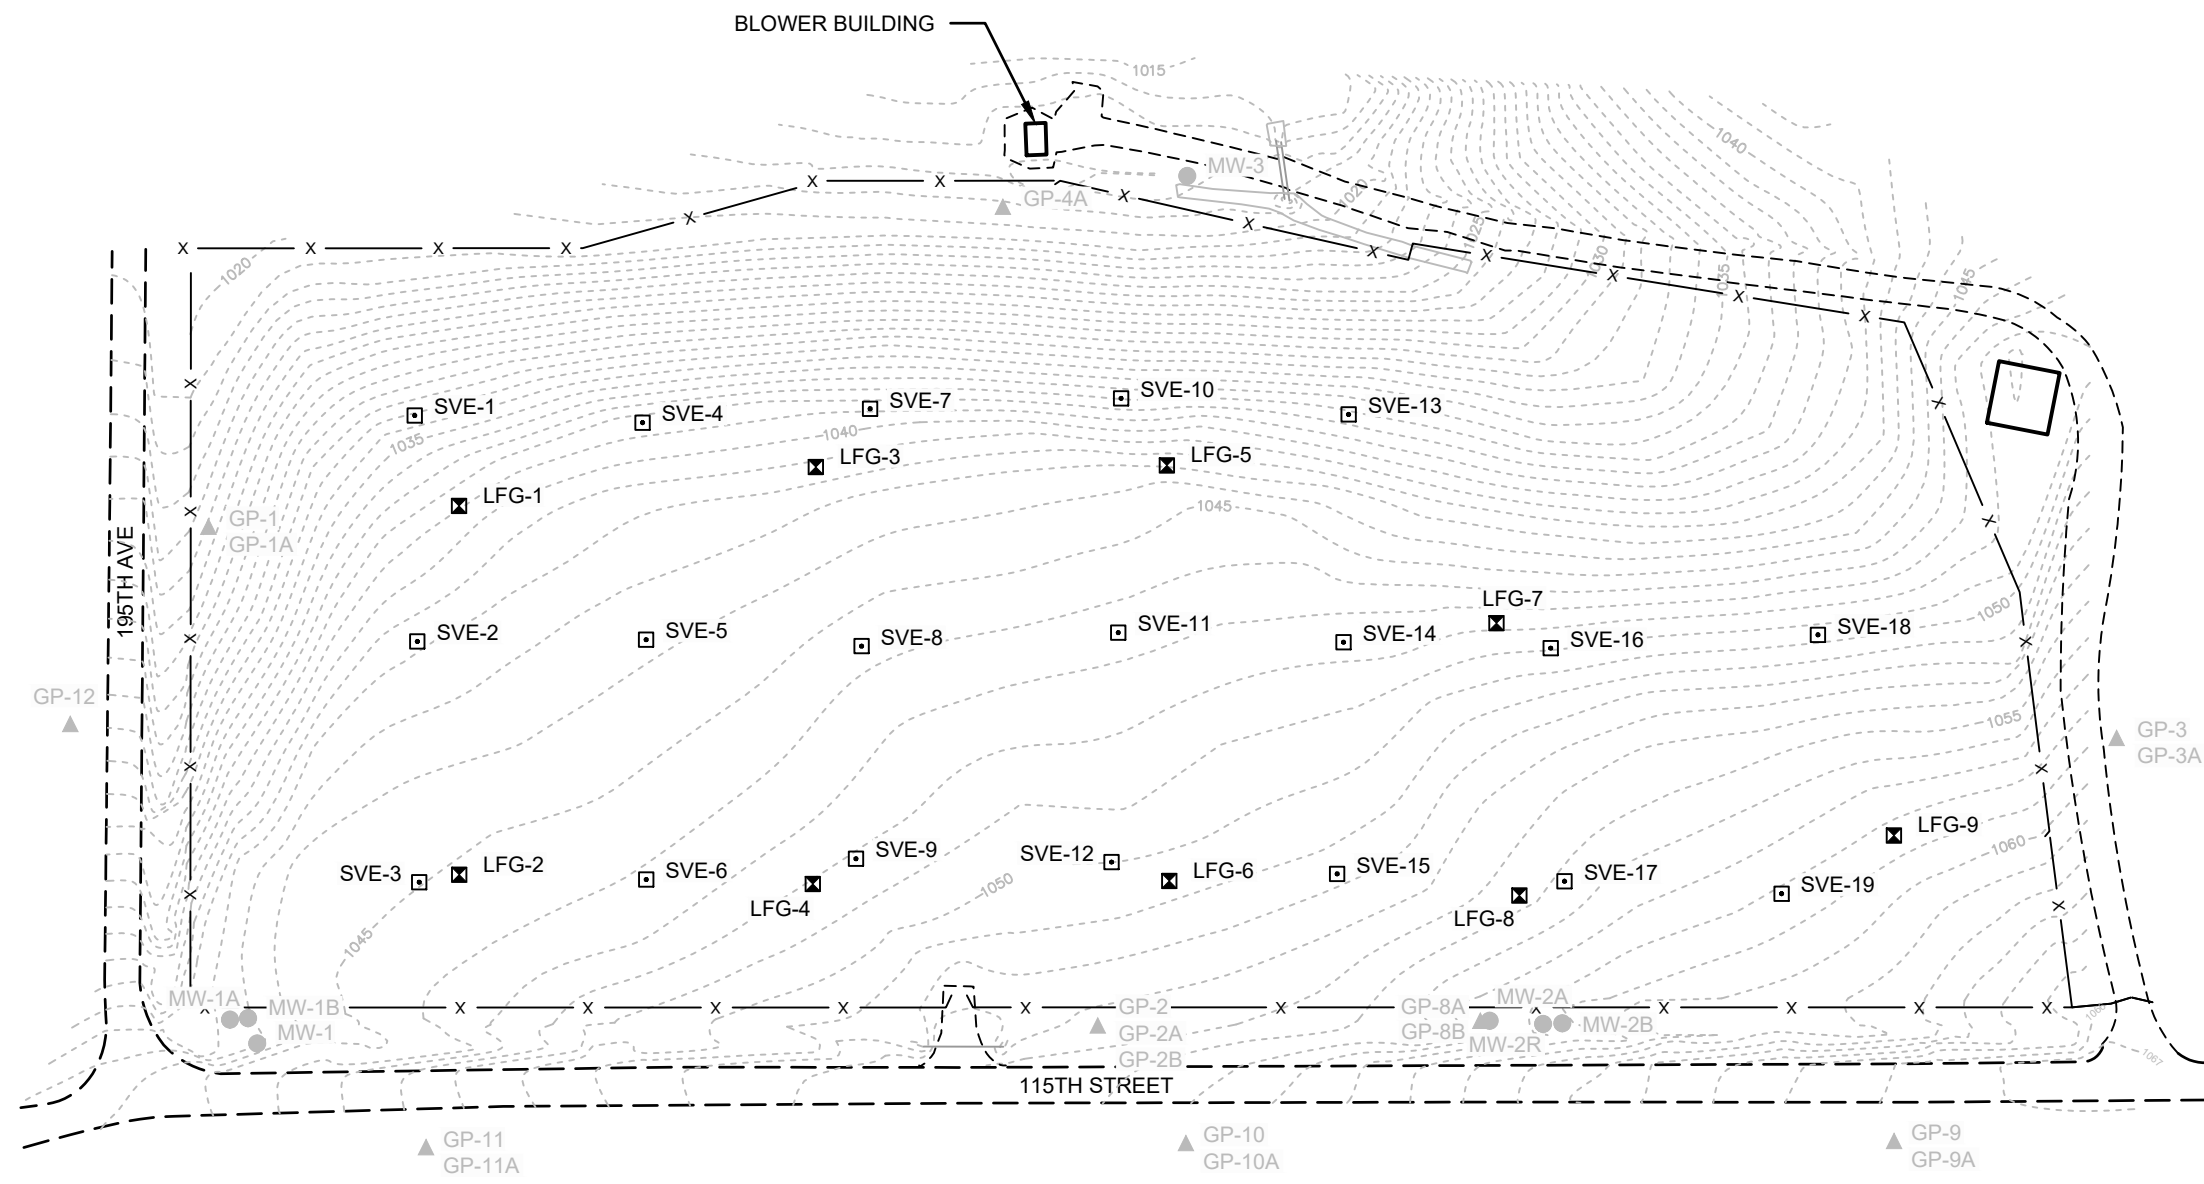 BLOWER BUILDING
1015
1040
MW-3
1020
GP-4A
1025
1030
1035
1045
1020
SVE-1
SVE-4
SVE-7
SVE-10
SVE-13
1035
1040
LFG-3
LFG-5
LFG-1
1045
GP-1
GP-1A
195TH AVE
LFG-7
1050
SVE-2
SVE-5
SVE-8
SVE-11
SVE-14
SVE-16
SVE-18
GP-12
1055
GP-3
GP-3A
LFG-9
1060
SVE-3
LFG-2
SVE-6
SVE-9
SVE-12
LFG-6
SVE-15
SVE-17
SVE-19
LFG-4
1050
LFG-8
1045
MW-1A
MW-1B
MW-1
GP-2
GP-2A
GP-2B
GP-8A
GP-8B
MW-2A
MW-2B
MW-2R
1067
115TH STREET
GP-11
GP-11A
GP-10
GP-10A
GP-9
GP-9A